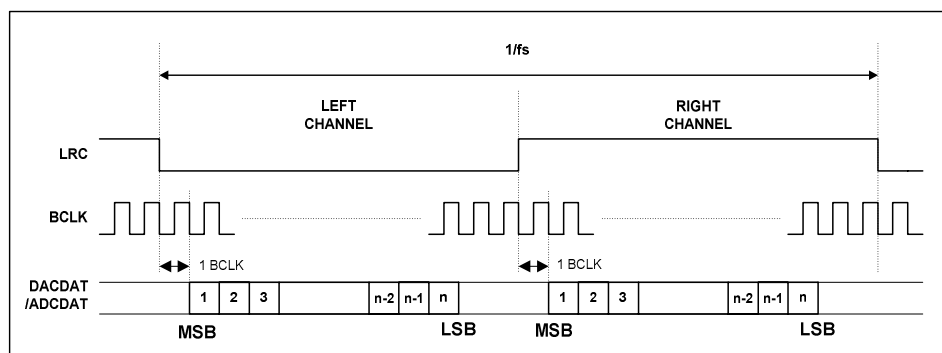 1/fs
LEFT
CHANNEL
RIGHT
CHANNEL
LRC
BCLK
1 BCLK
1 BCLK
DACDAT
/ADCDAT
1 2 3 n-2 n-1 n 1 2 3 n-2 n-1 n
MSB LSB MSB LSB